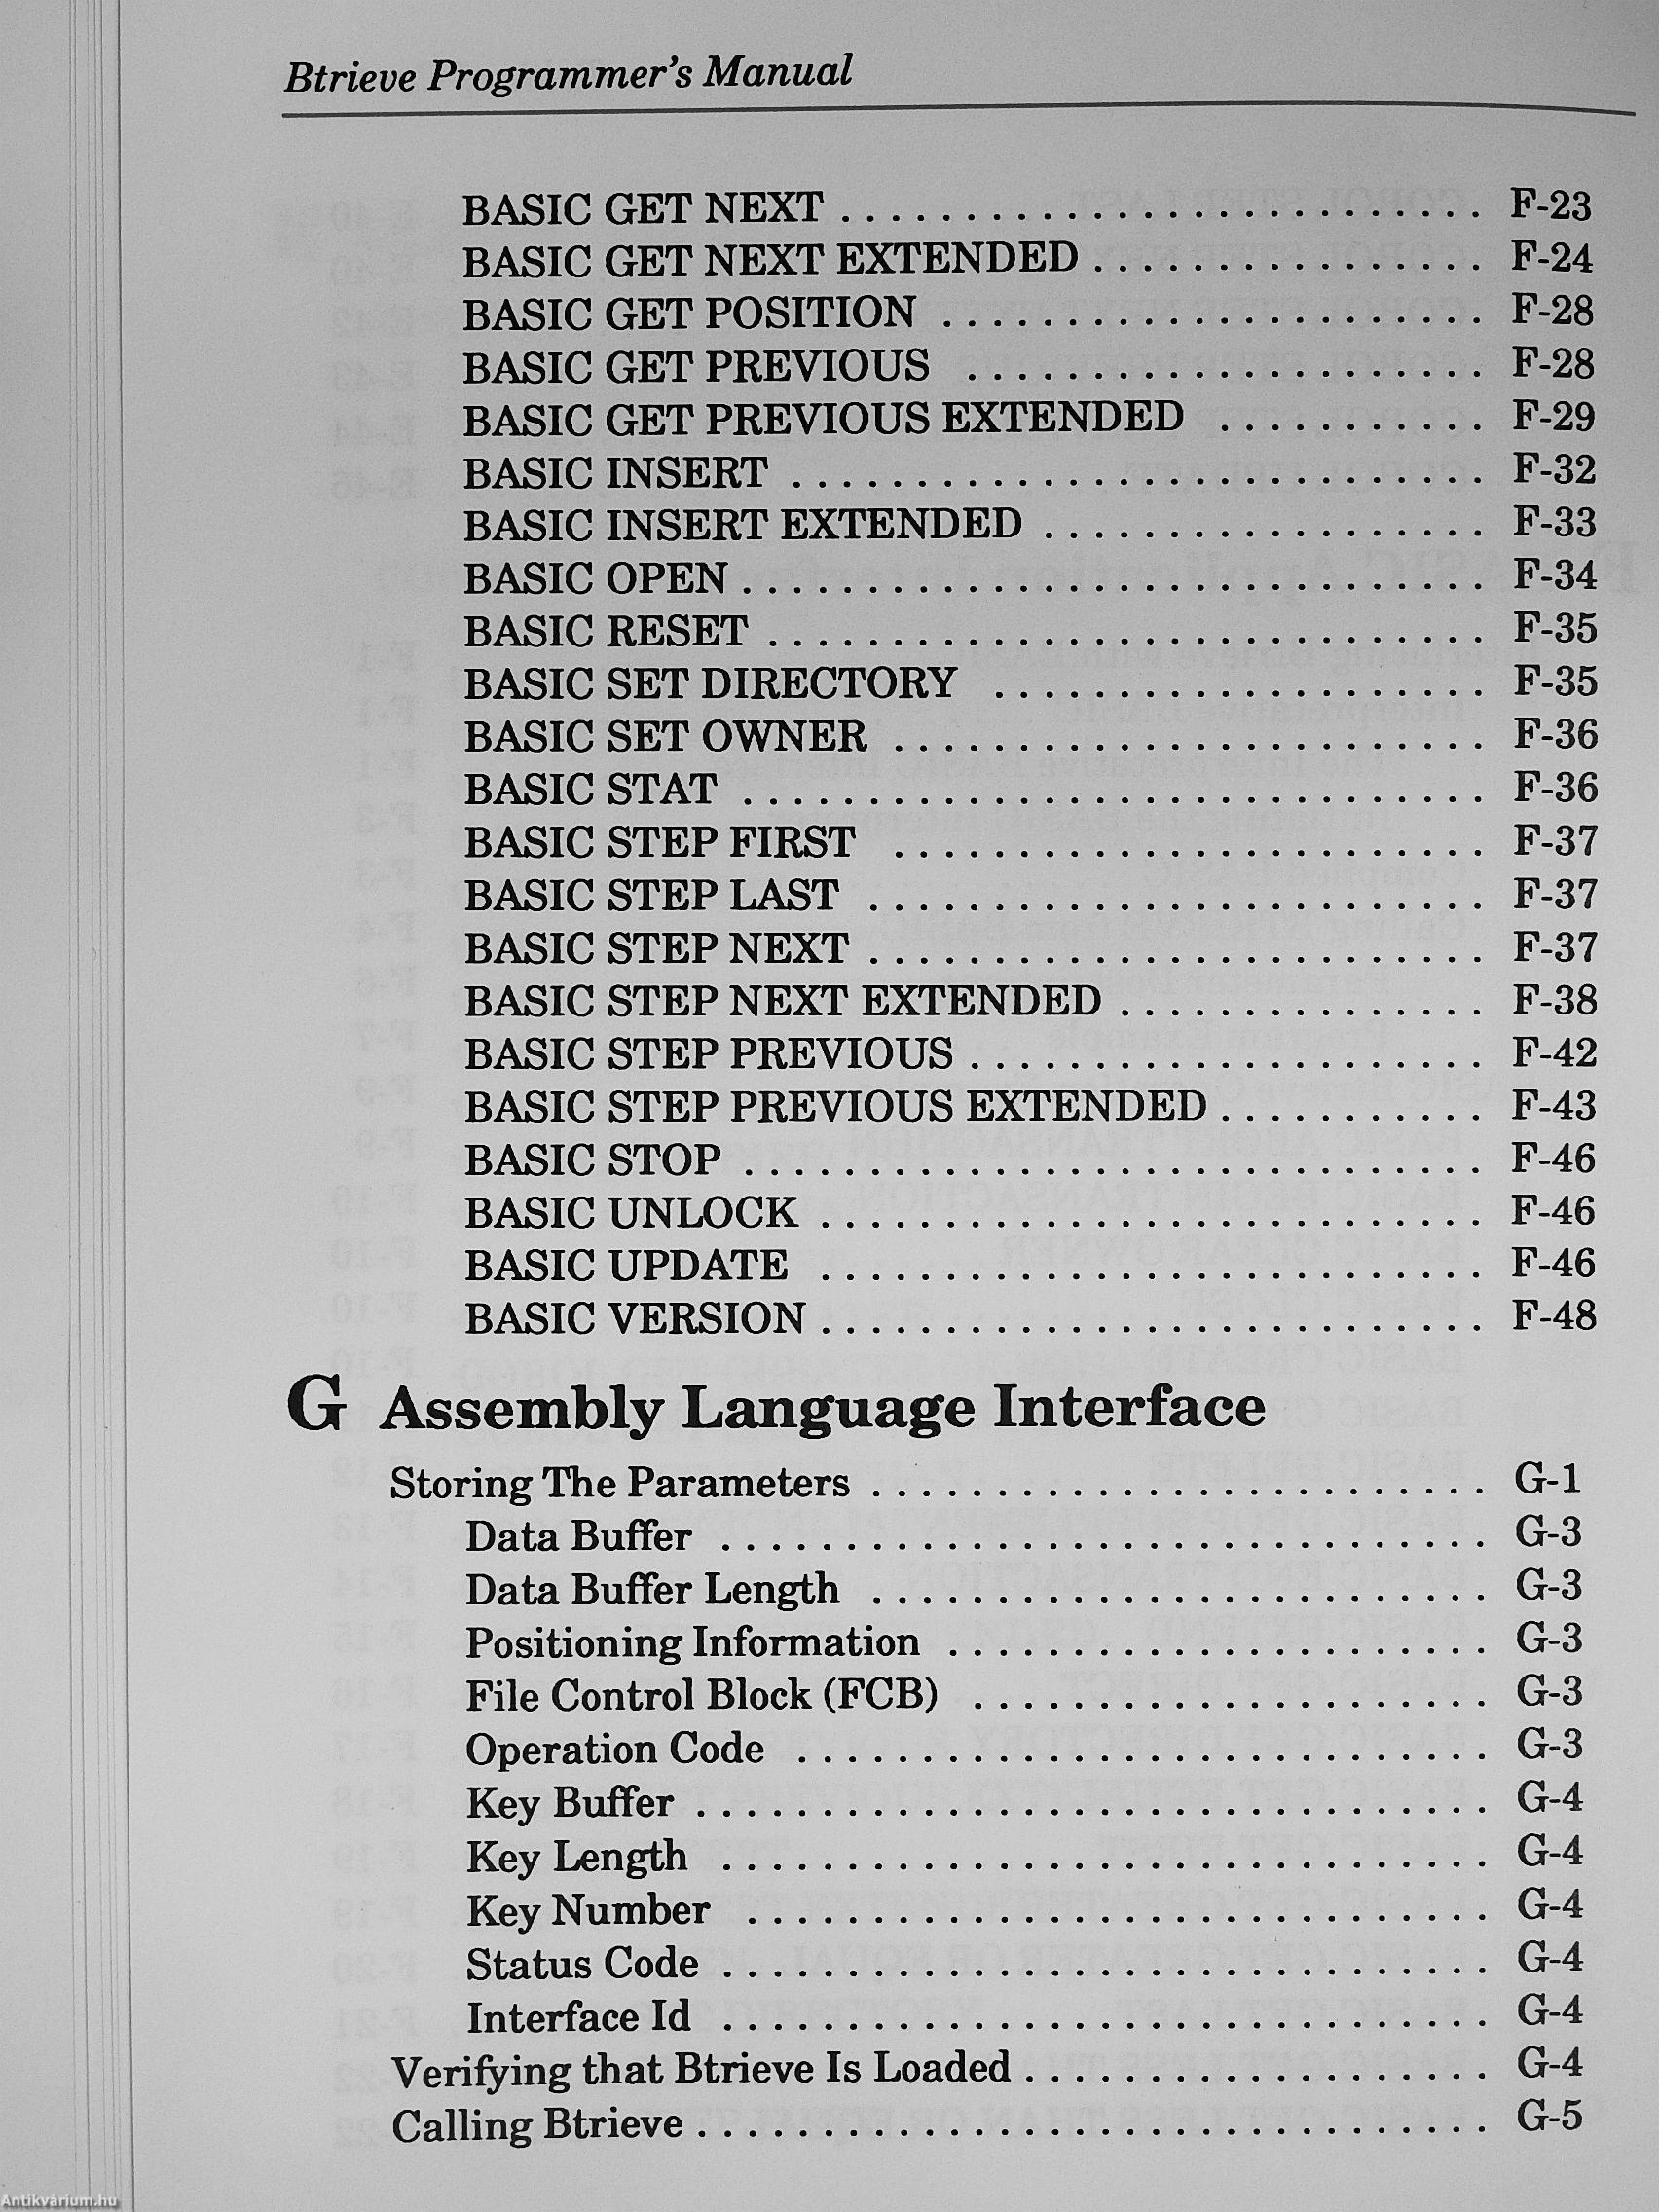 Btrieve Programmer's Manual
BASIC GET NEXT . . . . . . . . . . . . . . . . . . . . . . . . . . F-23
BASIC GET NEXT EXTENDED . . . . . . . . . . . . . . . . F-24
BASIC GET POSITION . . . . . . . . . . . . . . . . . . . . . . F-28
BASIC GET PREVIOUS . . . . . . . . . . . . . . . . . . . . . F-28
BASIC GET PREVIOUS EXTENDED . . . . . . . . . . . F-29
BASIC INSERT . . . . . . . . . . . . . . . . . . . . . . . . . . . . F-32
BASIC INSERT EXTENDED . . . . . . . . . . . . . . . . . . F-33
BASIC OPEN . . . . . . . . . . . . . . . . . . . . . . . . . . . . . . F-34
BASIC RESET . . . . . . . . . . . . . . . . . . . . . . . . . . . . . F-35
BASIC SET DIRECTORY . . . . . . . . . . . . . . . . . . . . F-35
BASIC SET OWNER . . . . . . . . . . . . . . . . . . . . . . . . F-36
BASIC STAT . . . . . . . . . . . . . . . . . . . . . . . . . . . . . . F-36
BASIC STEP FIRST . . . . . . . . . . . . . . . . . . . . . . . . F-37
BASIC STEP LAST . . . . . . . . . . . . . . . . . . . . . . . . . F-37
BASIC STEP NEXT . . . . . . . . . . . . . . . . . . . . . . . . . F-37
BASIC STEP NEXT EXTENDED . . . . . . . . . . . . . . . F-38
BASIC STEP PREVIOUS . . . . . . . . . . . . . . . . . . . . . F-42
BASIC STEP PREVIOUS EXTENDED . . . . . . . . . . . F-43
BASIC STOP . . . . . . . . . . . . . . . . . . . . . . . . . . . . . . F-46
BASIC UNLOCK . . . . . . . . . . . . . . . . . . . . . . . . . . . F-46
BASIC UPDATE . . . . . . . . . . . . . . . . . . . . . . . . . . . F-46
BASIC VERSION . . . . . . . . . . . . . . . . . . . . . . . . . . . F-48
G Assembly Language Interface
Storing The Parameters . . . . . . . . . . . . . . . . . . . . . . . . . G-1
Data Buffer . . . . . . . . . . . . . . . . . . . . . . . . . . . . . . . G-3
Data Buffer Length . . . . . . . . . . . . . . . . . . . . . . . . . G-3
Positioning Information . . . . . . . . . . . . . . . . . . . . . . G-3
File Control Block (FCB) . . . . . . . . . . . . . . . . . . . . . G-3
Operation Code . . . . . . . . . . . . . . . . . . . . . . . . . . . . G-3
Key Buffer . . . . . . . . . . . . . . . . . . . . . . . . . . . . . . . . G-4
Key Length . . . . . . . . . . . . . . . . . . . . . . . . . . . . . . . G-4
Key Number . . . . . . . . . . . . . . . . . . . . . . . . . . . . . . G-4
Status Code . . . . . . . . . . . . . . . . . . . . . . . . . . . . . . . G-4
Interface Id . . . . . . . . . . . . . . . . . . . . . . . . . . . . . . . G-4
Verifying that Btrieve Is Loaded . . . . . . . . . . . . . . . . . . . G-4
Calling Btrieve . . . . . . . . . . . . . . . . . . . . . . . . . . . . . . . . G-5
Antikvárium.hu